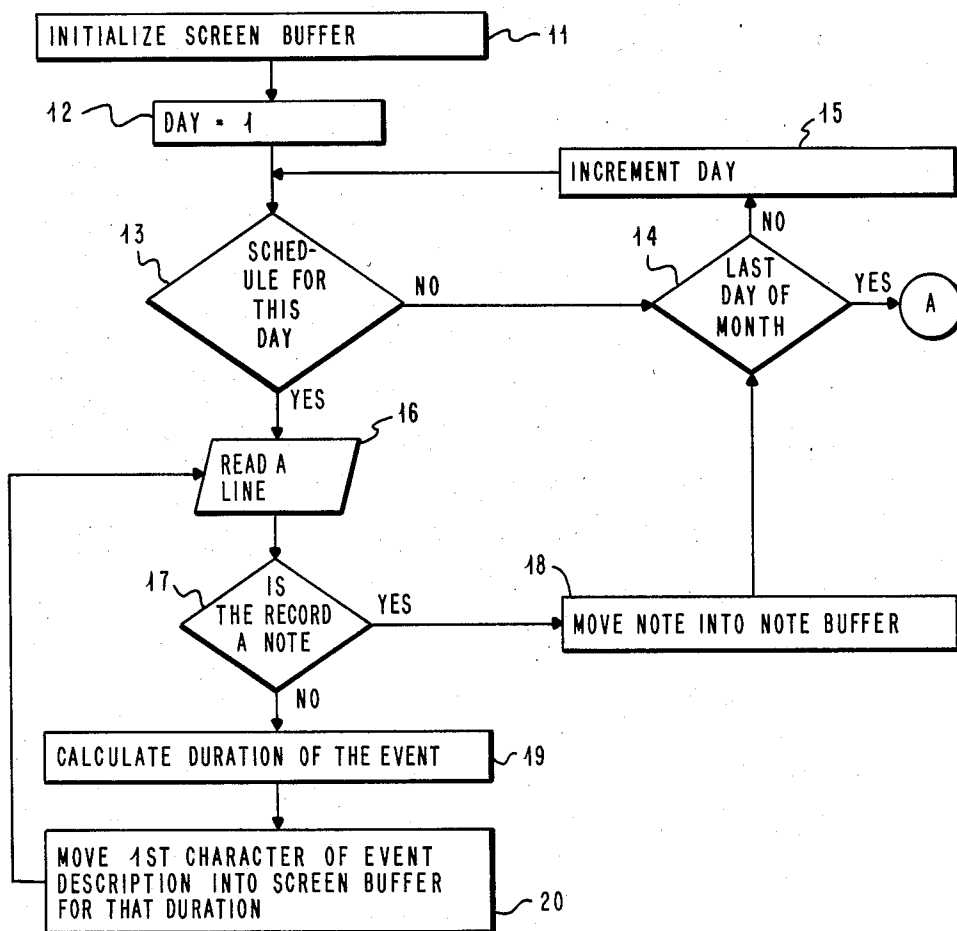 INITIALIZE SCREEN BUFFER
11
12
DAY = 1
15
INCREMENT DAY
13
SCHED-
ULE FOR
THIS
DAY
NO
14
NO
LAST
DAY OF
MONTH
YES
A
YES
16
READ A
LINE
17
IS
THE RECORD
A NOTE
YES
18
MOVE NOTE INTO NOTE BUFFER
NO
CALCULATE DURATION OF THE EVENT
19
MOVE 1ST CHARACTER OF EVENT
DESCRIPTION INTO SCREEN BUFFER
FOR THAT DURATION
20